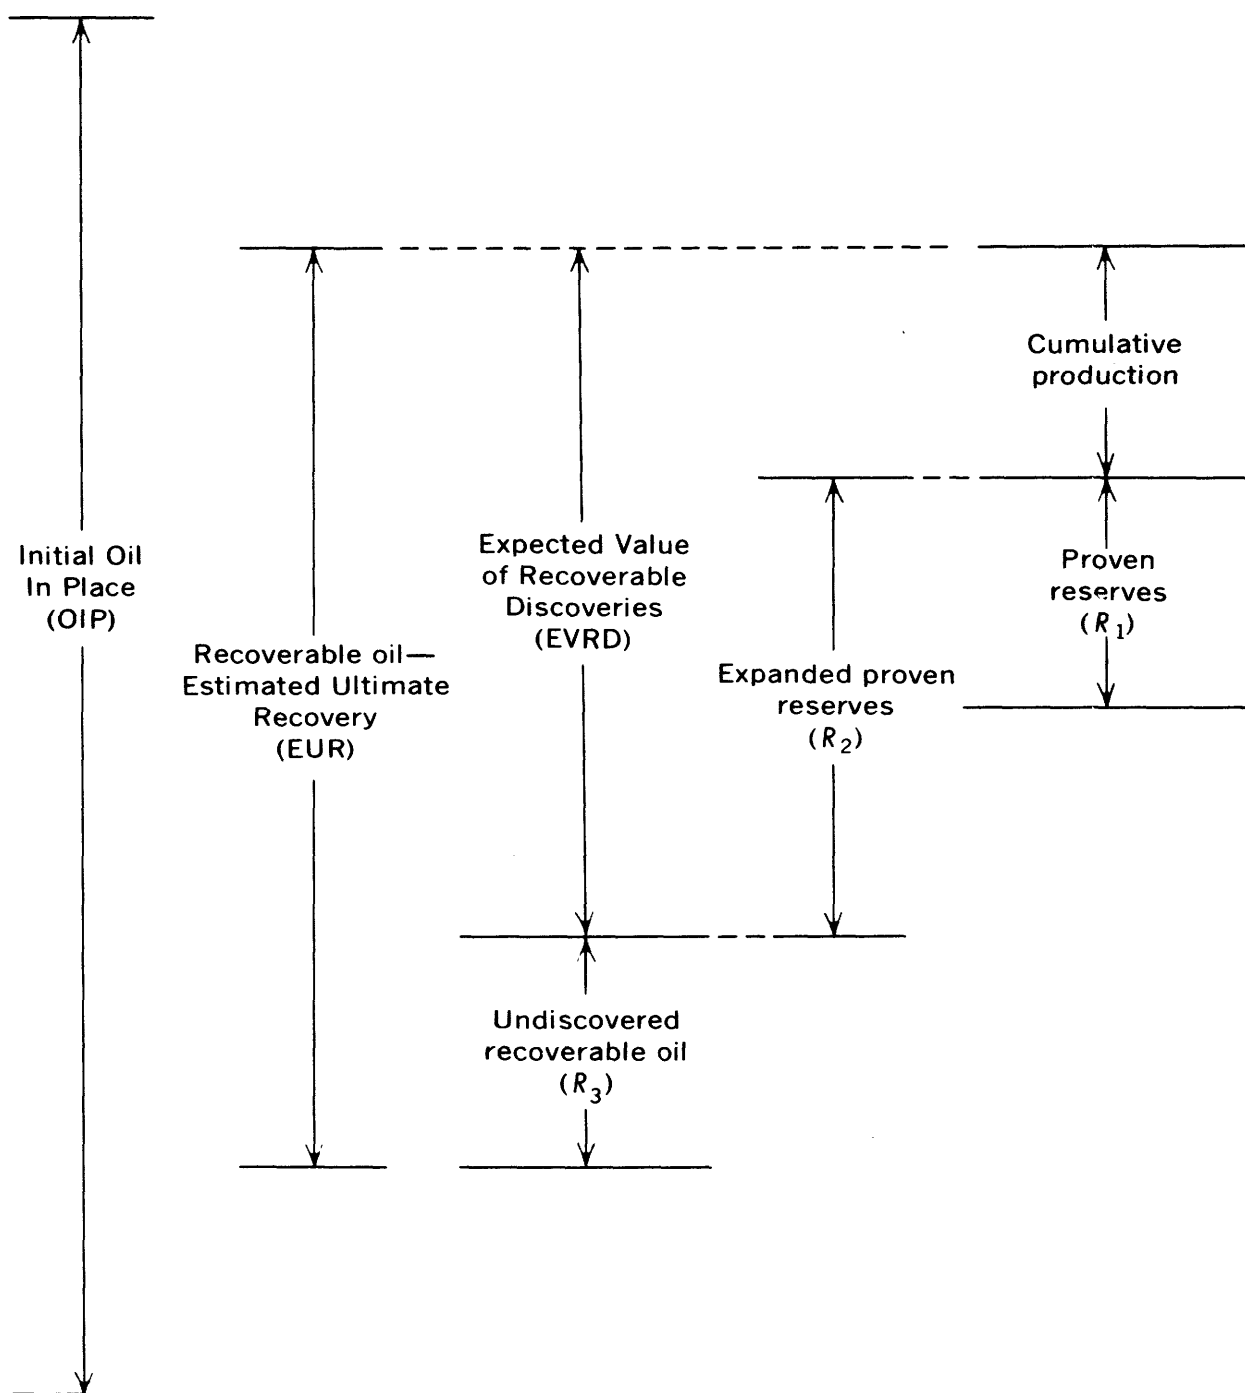 Initial Oil
In Place
(OIP)
Recoverable oil—
Estimated Ultimate
Recovery
(EUR)
Expected Value
of Recoverable
Discoveries
(EVRD)
Undiscovered
recoverable oil
(R₃)
Expanded proven
reserves
(R₂)
Cumulative
production
Proven
reserves
(R₁)